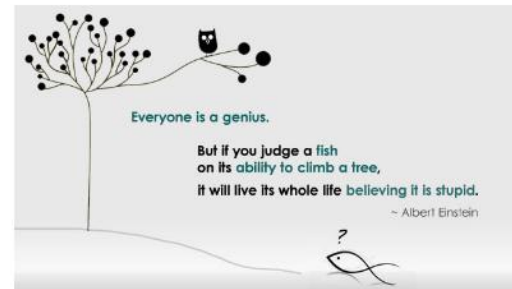 Everyone is a genius.
But if you judge a fish
on its ability to climb a tree,
it will live its whole life believing it is stupid.
~ Albert Einstein
?